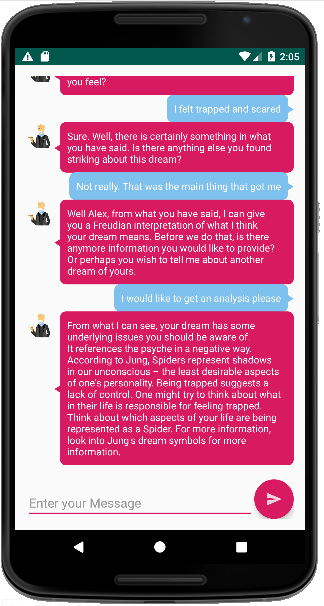 2:05
you feel?
I felt trapped and scared
Sure. Well, there is certainly something in what
you have said. Is there anything else you found
striking about this dream?
Not really. That was the main thing that got me
Well Alex, from what you have said, I can give
you a Freudian interpretation of what I think
your dream means. Before we do that, is there
anymore information you would like to provide?
Or perhaps you wish to tell me about another
dream of yours.
I would like to get an analysis please
From what I can see, your dream has some
underlying issues you should be aware of.
It references the psyche in a negative way.
According to Jung, Spiders represent shadows
in our unconscious – the least desirable aspects
of one's personality. Being trapped suggests a
lack of control. One might try to think about what
in their life is responsible for feeling trapped.
Think about which aspects of your life are being
represented as a Spider. For more information,
look into Jung's dream symbols for more
information.
Enter your Message